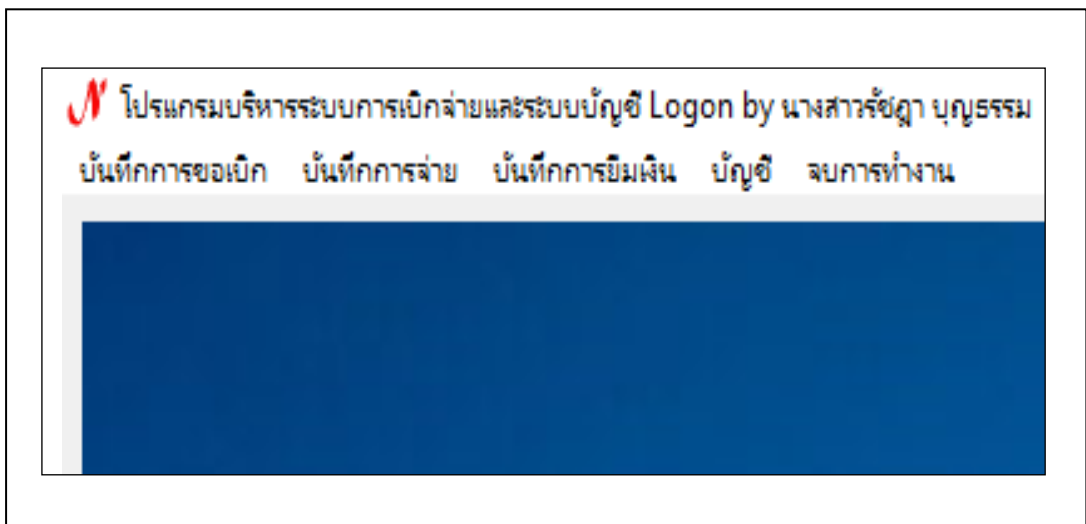 N โปรแกรมบริหารระบบการเบิกจ่ายและระบบบัญชี Logon by นางสาวรัชฎา บุญธรรม
บันทึกการขอเบิก บันทึกการจ่าย บันทึกการยืมเงิน บัญชี จบการทำงาน